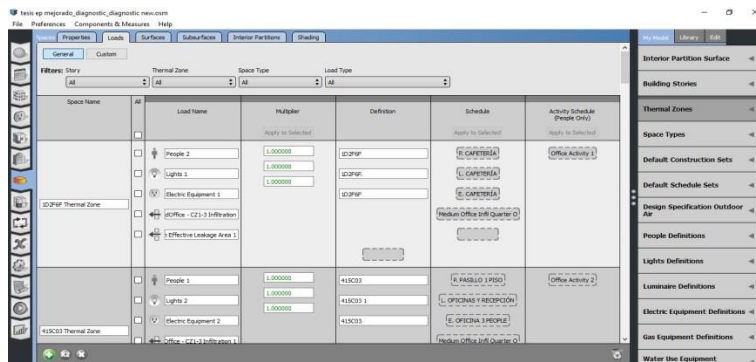 tesis ep mejorado_diagnostic_diagnostic new.osm
File Preferences Components & Measures Help
Spaces Properties Loads Surfaces Subsurfaces Interior Partitions Shading
My Model Library Edit
General Custom
Filters: Story Thermal Zone Space Type Load Type
All All All All
Space Name All Load Name Multiplier Definition Schedule Activity Schedule (People Only)
Apply to Selected Apply to Selected Apply to Selected
1D2F6F Thermal Zone
People 2 1.000000 1D2F6F P. CAFETERÍA Office Activity 1
Lights 1 1.000000 1D2F6F. L. CAFETERÍA
Electric Equipment 1 1.000000 1D2F6F E. CAFETERÍA
dOffice - CZ1-3 Infiltration Medium Office Infil Quarter O
Effective Leakage Area 1
415C03 Thermal Zone
People 1 1.000000 415C03 P. PASILLO 1 PISO Office Activity 2
Lights 2 1.000000 415C03 1 L. OFICINAS Y RECEPCIÓN
Electric Equipment 2 1.000000 415C03 E. OFICINA 3 PEOPLE
Office - CZ1-3 Infiltration 1 Medium Office Infil Quarter O
Interior Partition Surface
Building Stories
Thermal Zones
Space Types
Default Construction Sets
Default Schedule Sets
Design Specification Outdoor
Air
People Definitions
Lights Definitions
Luminaire Definitions
Electric Equipment Definitions
Gas Equipment Definitions
Water Use Equipment